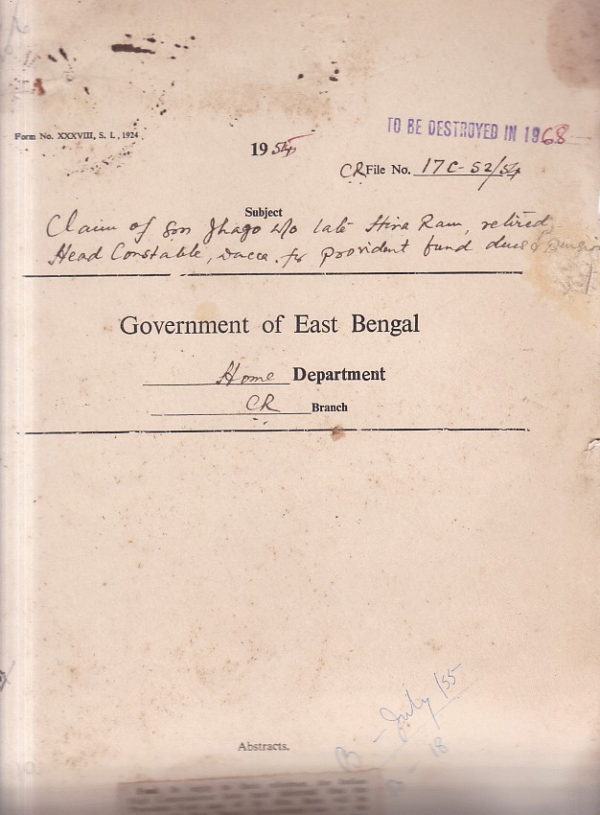 Form No. XXXVIII, S. I., 1924.
TO BE DESTROYED IN 1968
1954
CR File No. 17C-52/54
Subject
Claim of Jhago w/o late Hira Ram, retired
Head Constable, Dacca, for provident fund dues
Government of East Bengal
Home Department
CR Branch
B - July /55
18
Abstracts.